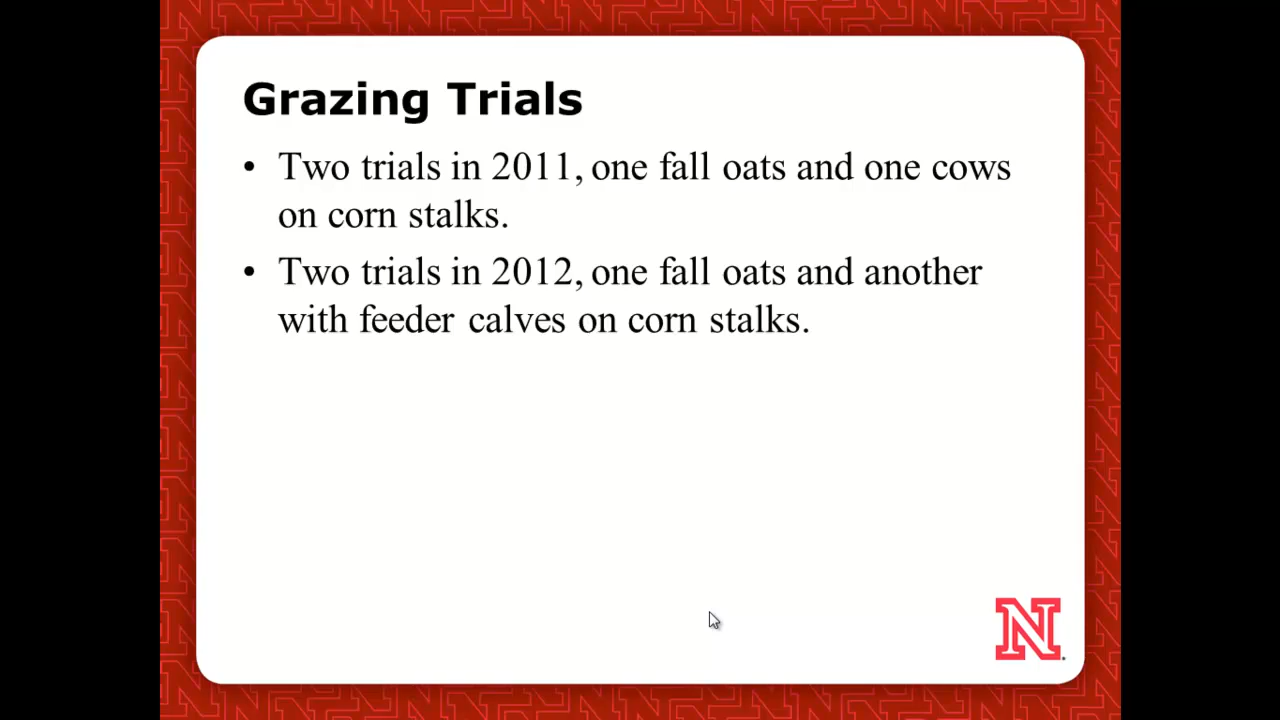 Grazing Trials
• Two trials in 2011, one fall oats and one cows
on corn stalks.
• Two trials in 2012, one fall oats and another
with feeder calves on corn stalks.
N.